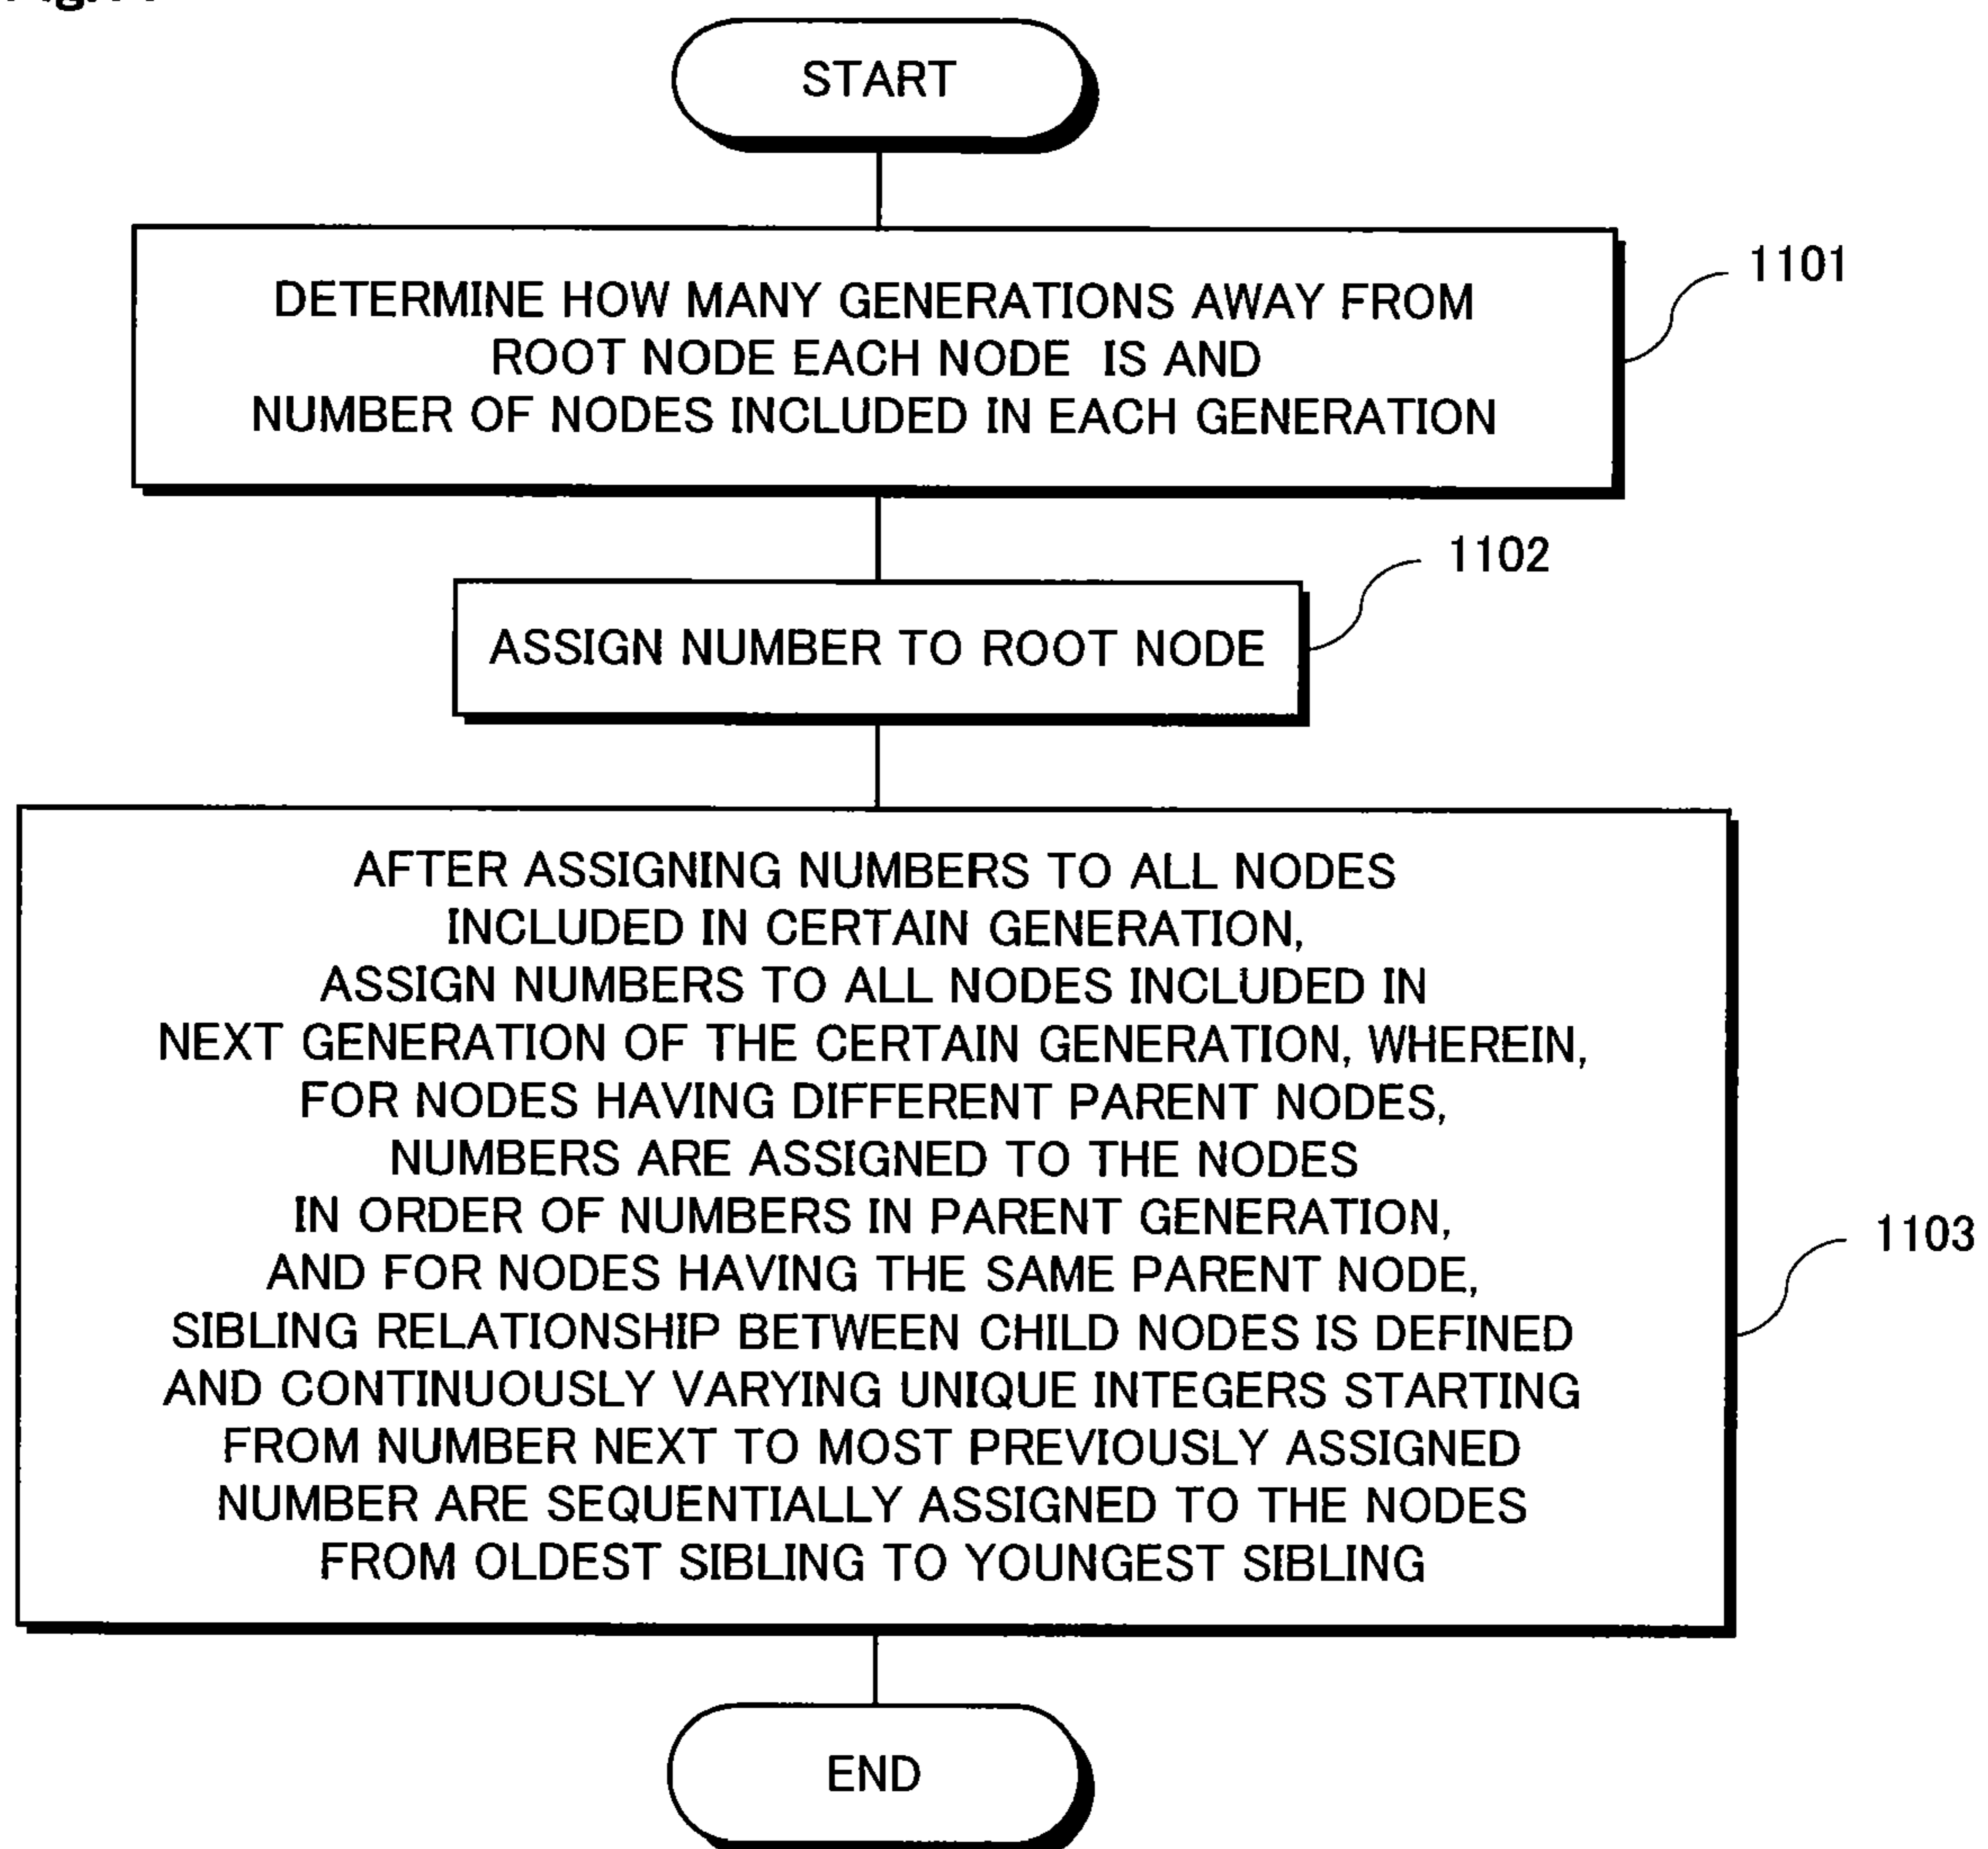 START
DETERMINE HOW MANY GENERATIONS AWAY FROM
ROOT NODE EACH NODE IS AND
NUMBER OF NODES INCLUDED IN EACH GENERATION
1101
1102
ASSIGN NUMBER TO ROOT NODE
AFTER ASSIGNING NUMBERS TO ALL NODES
INCLUDED IN CERTAIN GENERATION,
ASSIGN NUMBERS TO ALL NODES INCLUDED IN
NEXT GENERATION OF THE CERTAIN GENERATION, WHEREIN,
FOR NODES HAVING DIFFERENT PARENT NODES,
NUMBERS ARE ASSIGNED TO THE NODES
IN ORDER OF NUMBERS IN PARENT GENERATION,
AND FOR NODES HAVING THE SAME PARENT NODE,
SIBLING RELATIONSHIP BETWEEN CHILD NODES IS DEFINED
AND CONTINUOUSLY VARYING UNIQUE INTEGERS STARTING
FROM NUMBER NEXT TO MOST PREVIOUSLY ASSIGNED
NUMBER ARE SEQUENTIALLY ASSIGNED TO THE NODES
FROM OLDEST SIBLING TO YOUNGEST SIBLING
1103
END